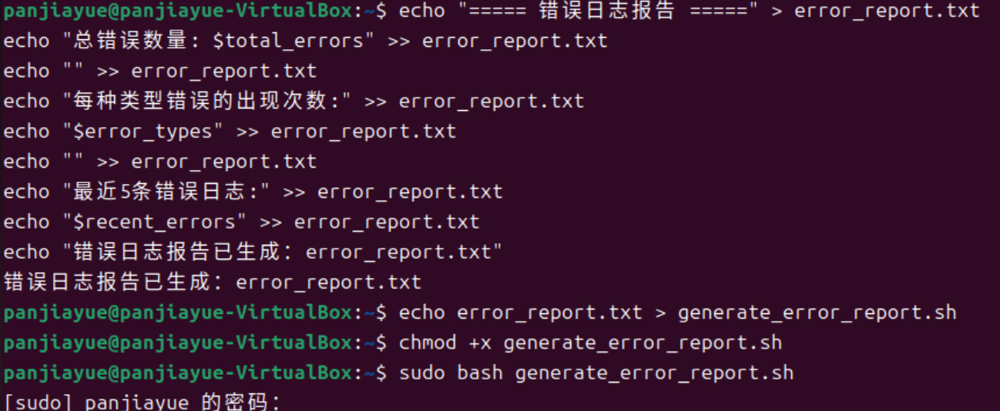 panjiayue@panjiayue-VirtualBox:~$ echo "===== 错误日志报告 =====" > error_report.txt
echo "总错误数量: $total_errors" >> error_report.txt
echo "" >> error_report.txt
echo "每种类型错误的出现次数:" >> error_report.txt
echo "$error_types" >> error_report.txt
echo "" >> error_report.txt
echo "最近5条错误日志:" >> error_report.txt
echo "$recent_errors" >> error_report.txt
echo "错误日志报告已生成: error_report.txt"
错误日志报告已生成: error_report.txt
panjiayue@panjiayue-VirtualBox:~$ echo error_report.txt > generate_error_report.sh
panjiayue@panjiayue-VirtualBox:~$ chmod +x generate_error_report.sh
panjiayue@panjiayue-VirtualBox:~$ sudo bash generate_error_report.sh
[sudo] panjiayue 的密码: